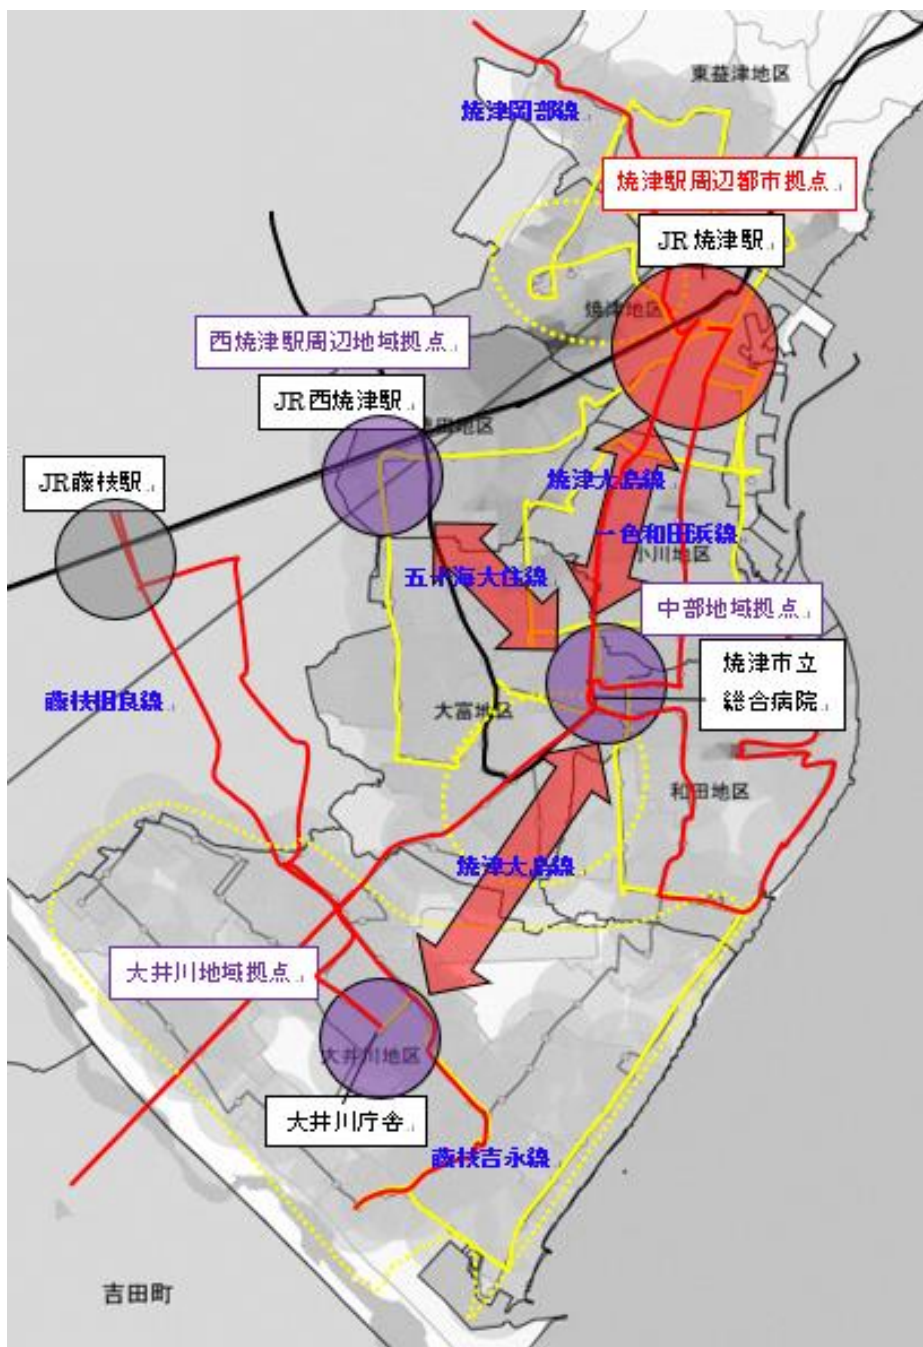 東益津地区
焼津岡部線
焼津駅周辺都市拠点
JR焼津駅
焼津地区
西焼津駅周辺地域拠点
JR西焼津駅
JR藤枝駅
焼津大島線
一色和田浜線
小川地区
五十海大住線
中部地域拠点
焼津市立
総合病院
藤枝相良線
大富地区
和田地区
焼津大島線
大井川地域拠点
大井川地区
大井川庁舎
藤枝吉永線
吉田町